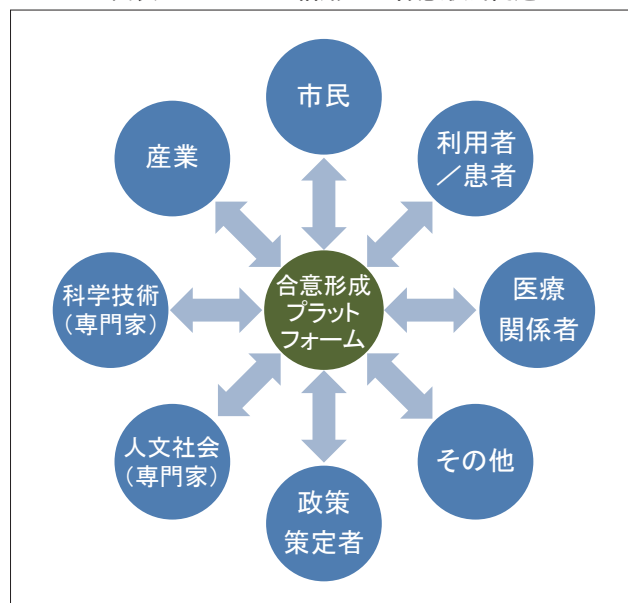 市民
利用者
／患者
医療
関係者
その他
政策
策定者
人文社会
（専門家）
科学技術
（専門家）
産業
合意形成
プラット
フォーム